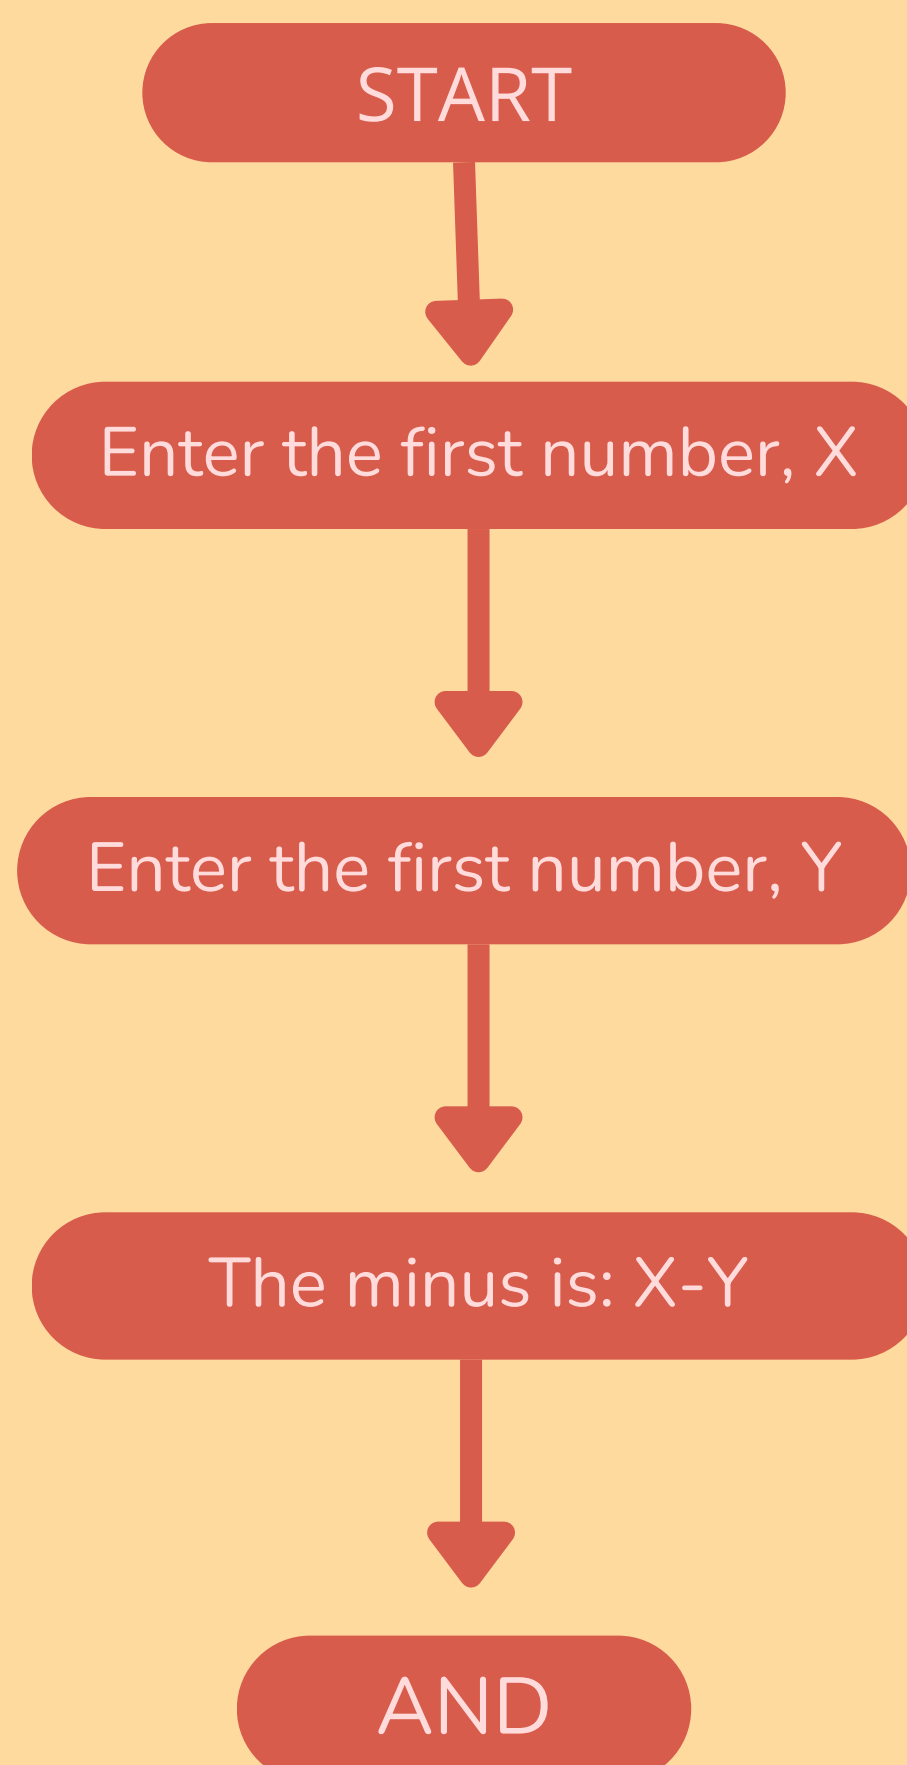 START
Enter the first number, X
Enter the first number, Y
The minus is: X-Y
AND